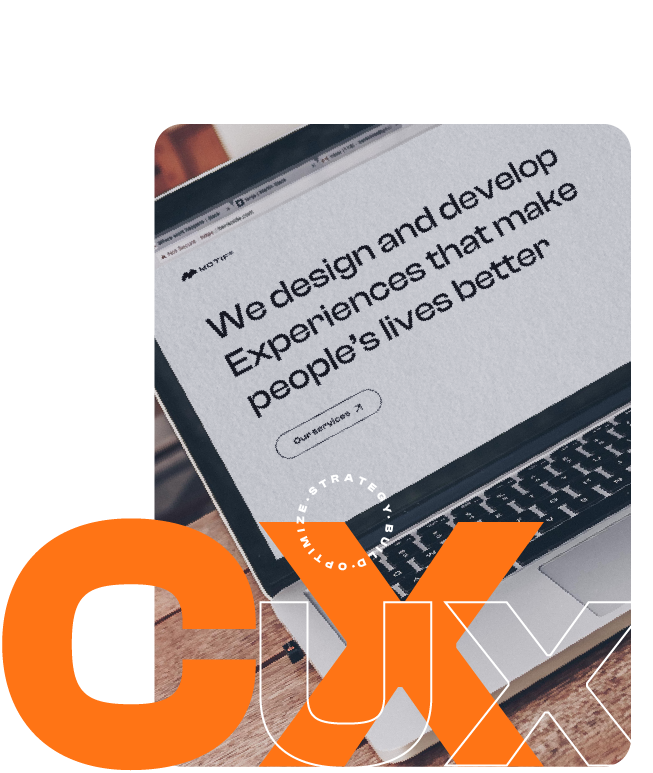 Not Secure
MOTIF®
We design and develop
Experiences that make
people's lives better
Our services
STRATEGY · BUILD · OPTIMIZE ·
CX
UX